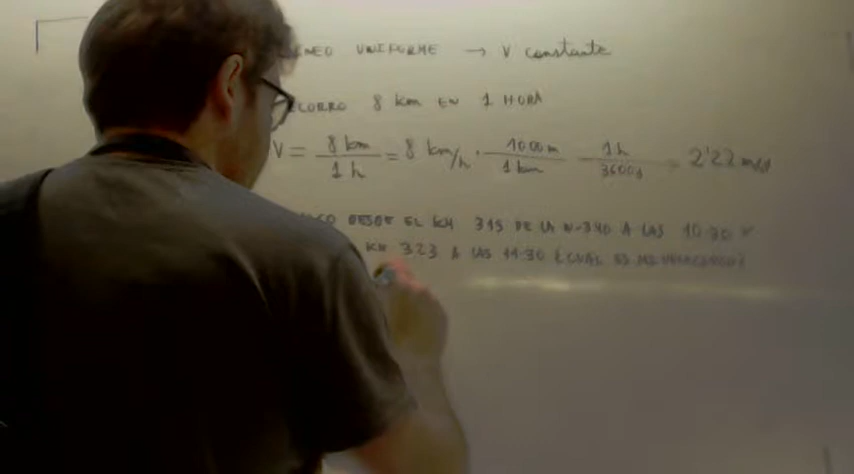 NEO UNIFORME → V constante
CORRO 8 km EN 1 HORA
V = 8 km / 1 h = 8 km/h · 1000 m / 1 km 1 h / 3600 s → 2'22 m/s
DESDE EL KM 315 DE LA N-340 A LAS 10:30 Y
KM 323 A LAS 11:30 ¿CUAL ES MI VELOCIDAD?